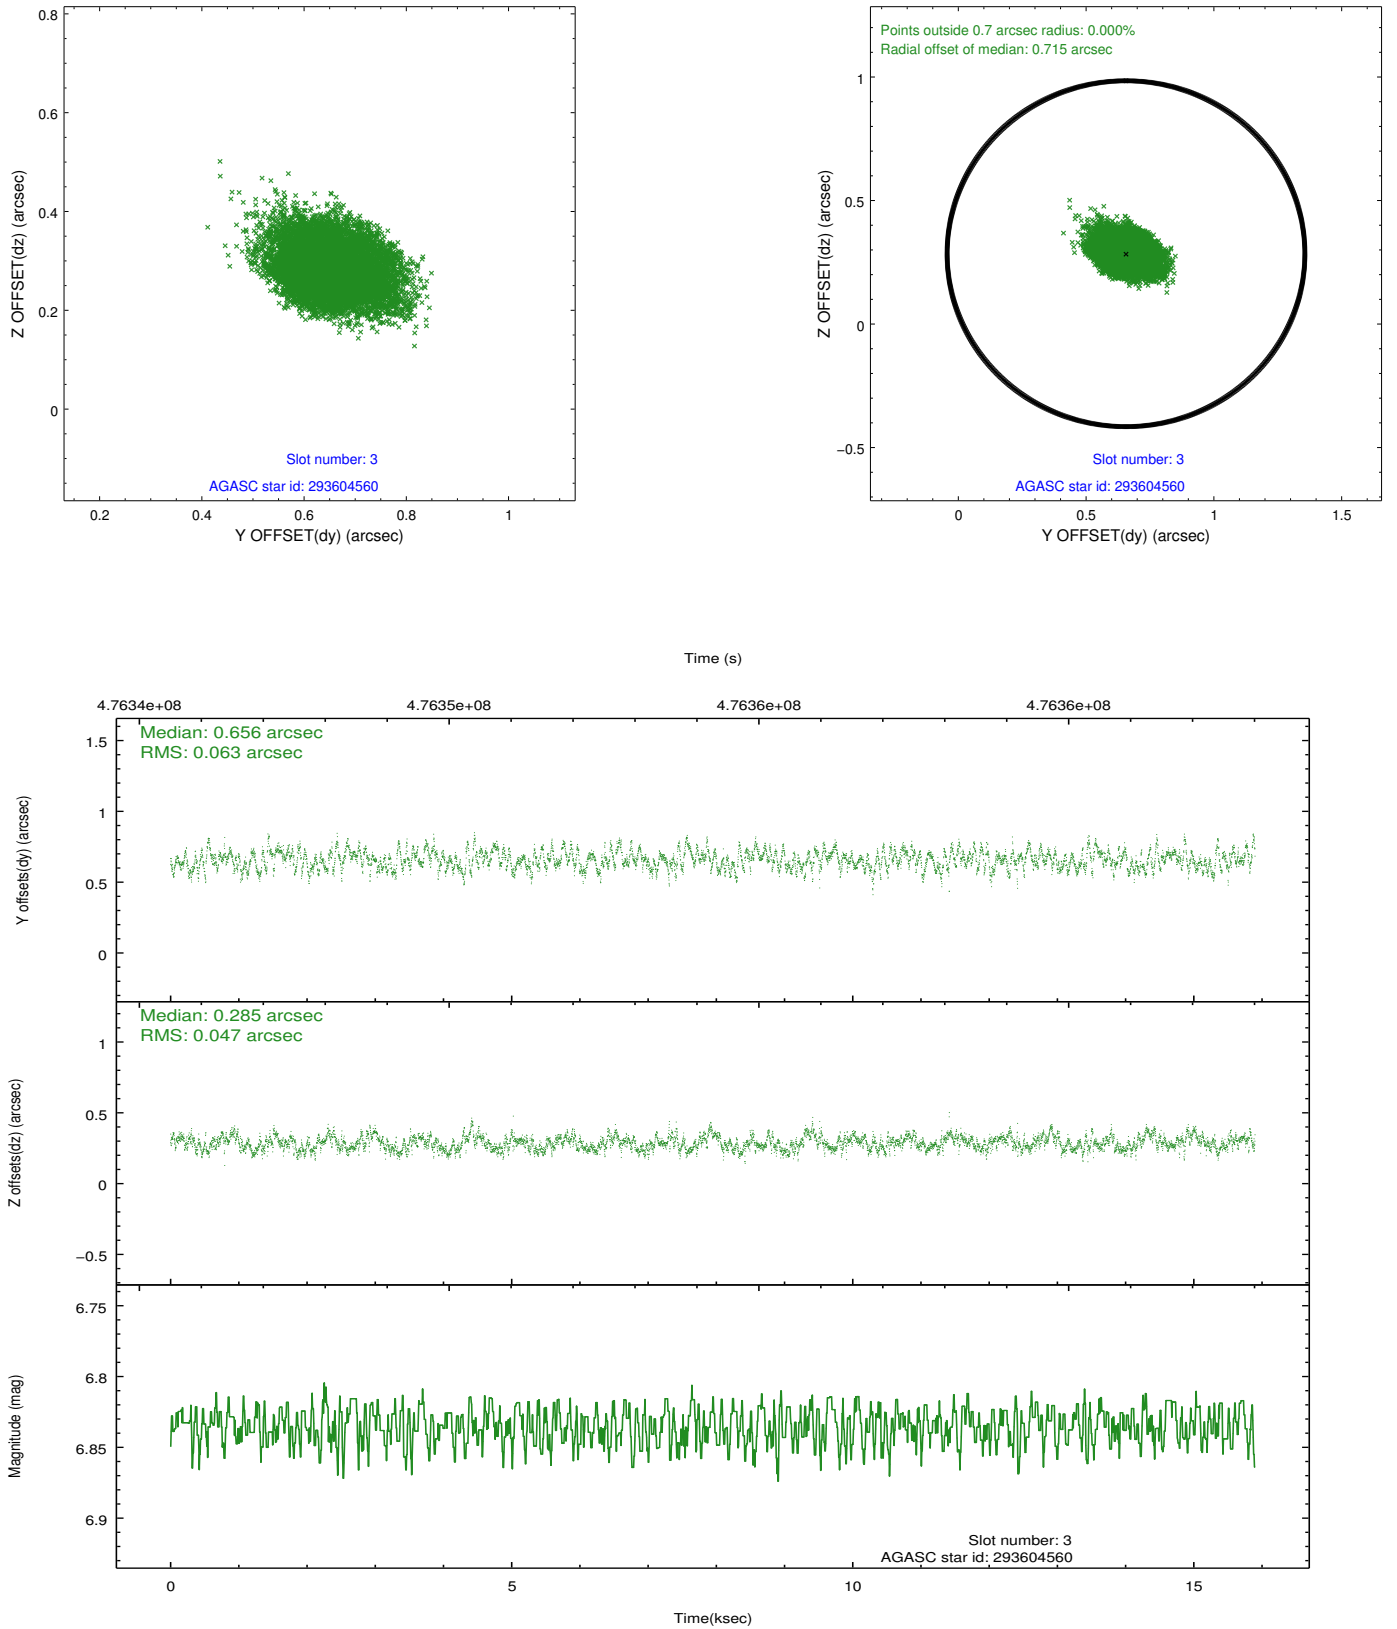 0.8
0.6
0.4
0.2
0
Z OFFSET(dz) (arcsec)
Slot number: 3
AGASC star id: 293604560
0.2 0.4 0.6 0.8 1
Y OFFSET(dy) (arcsec)
Points outside 0.7 arcsec radius: 0.000%
Radial offset of median: 0.715 arcsec
1
0.5
0
−0.5
Z OFFSET(dz) (arcsec)
Slot number: 3
AGASC star id: 293604560
0 0.5 1 1.5
Y OFFSET(dy) (arcsec)
Time (s)
4.7634e+08 4.7635e+08 4.7636e+08 4.7636e+08
Median: 0.656 arcsec
RMS: 0.063 arcsec
1.5
1
0.5
0
Y offsets(dy) (arcsec)
Median: 0.285 arcsec
RMS: 0.047 arcsec
1
0.5
0
−0.5
Z offsets(dz) (arcsec)
6.75
6.8
6.85
6.9
Magnitude (mag)
Slot number: 3
AGASC star id: 293604560
0 5 10 15
Time(ksec)